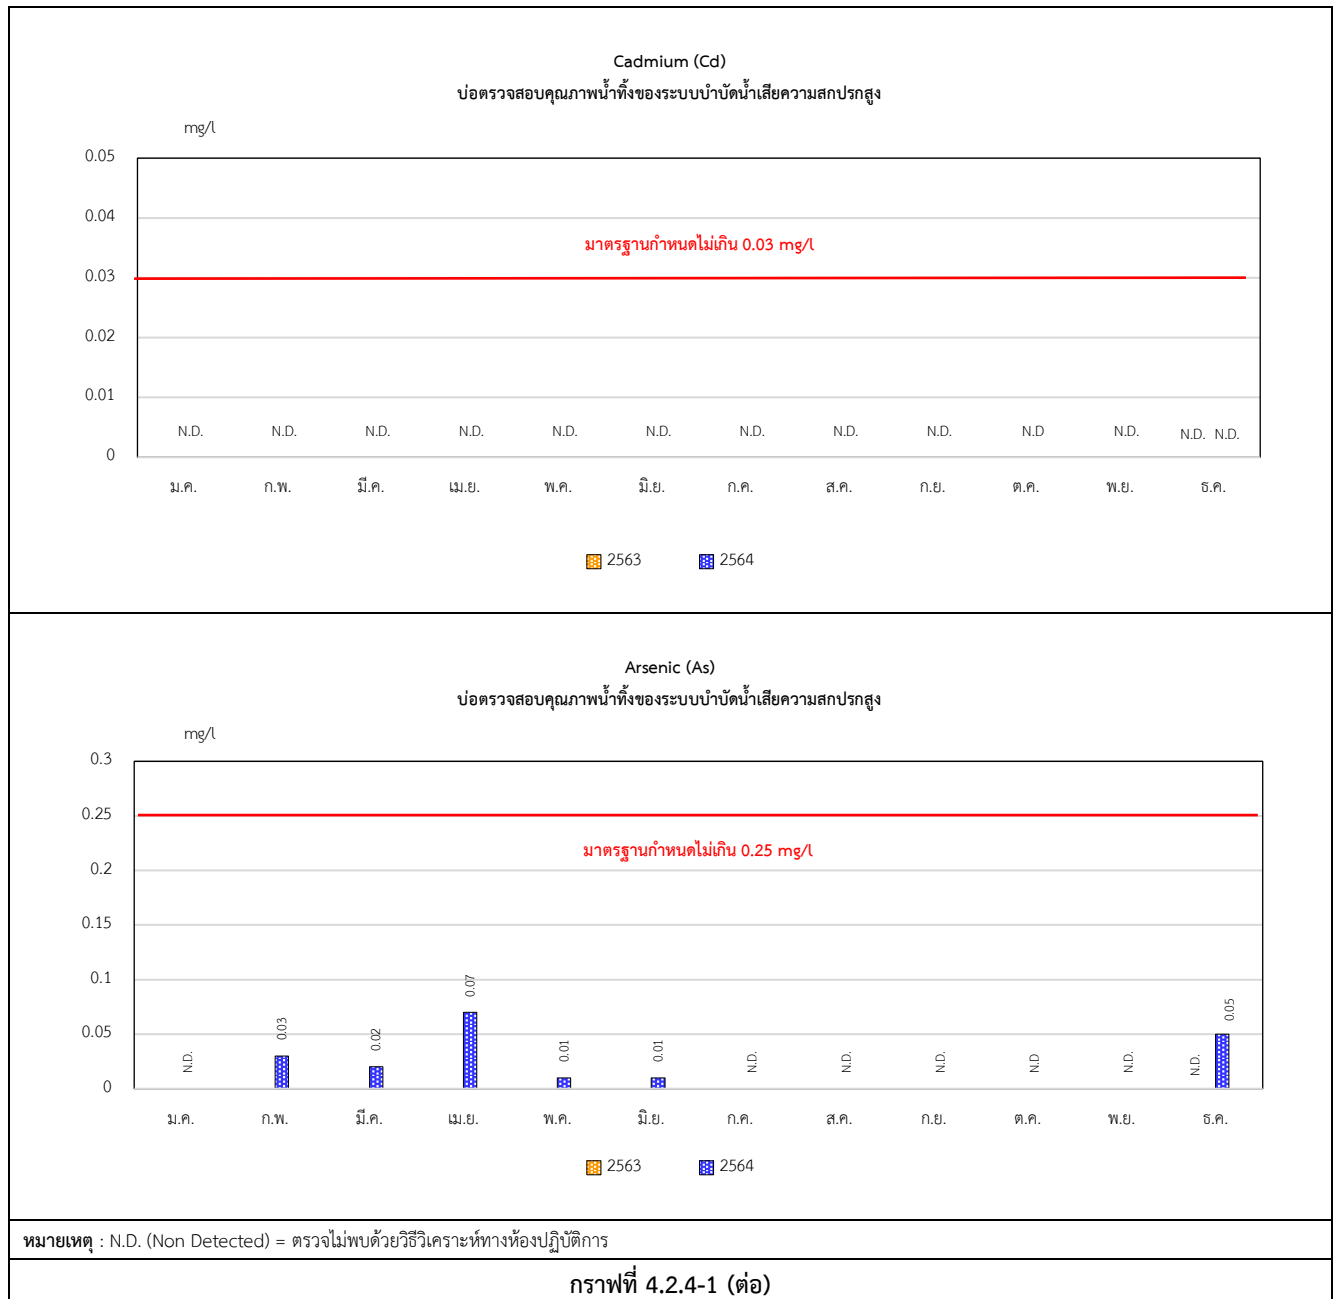 Cadmium (Cd)
บ่อตรวจสอบคุณภาพน้ำทิ้งของระบบบำบัดน้ำเสียความสกปรกสูง
mg/l
0.05
0.04
มาตรฐานกำหนดไม่เกิน 0.03 mg/l
0.03
0.02
0.01
N.D. N.D. N.D. N.D. N.D. N.D. N.D. N.D. N.D. N.D N.D. N.D. N.D.
0
ม.ค. ก.พ. มี.ค. เม.ย. พ.ค. มิ.ย. ก.ค. ส.ค. ก.ย. ต.ค. พ.ย. ธ.ค.
2563 2564
Arsenic (As)
บ่อตรวจสอบคุณภาพน้ำทิ้งของระบบบำบัดน้ำเสียความสกปรกสูง
mg/l
0.3
0.25
มาตรฐานกำหนดไม่เกิน 0.25 mg/l
0.2
0.15
0.1
0.05
N.D. 0.03 0.02 0.07 0.01 0.01 N.D. N.D. N.D. N.D N.D. N.D. 0.05
0
ม.ค. ก.พ. มี.ค. เม.ย. พ.ค. มิ.ย. ก.ค. ส.ค. ก.ย. ต.ค. พ.ย. ธ.ค.
2563 2564
หมายเหตุ : N.D. (Non Detected) = ตรวจไม่พบด้วยวิธีวิเคราะห์ทางห้องปฏิบัติการ
กราฟที่ 4.2.4-1 (ต่อ)